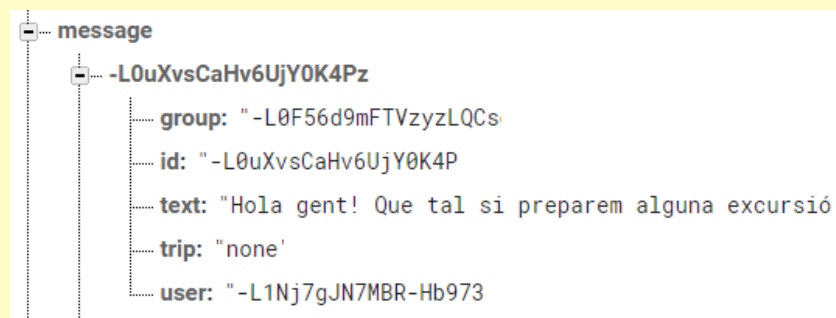 message
-L0uXvsCaHv6UjY0K4Pz
group: "-L0F56d9mFTVzyzLQCs
id: "-L0uXvsCaHv6UjY0K4P
text: "Hola gent! Que tal si preparem alguna excursió
trip: "none'
user: "-L1Nj7gJN7MBR-Hb973